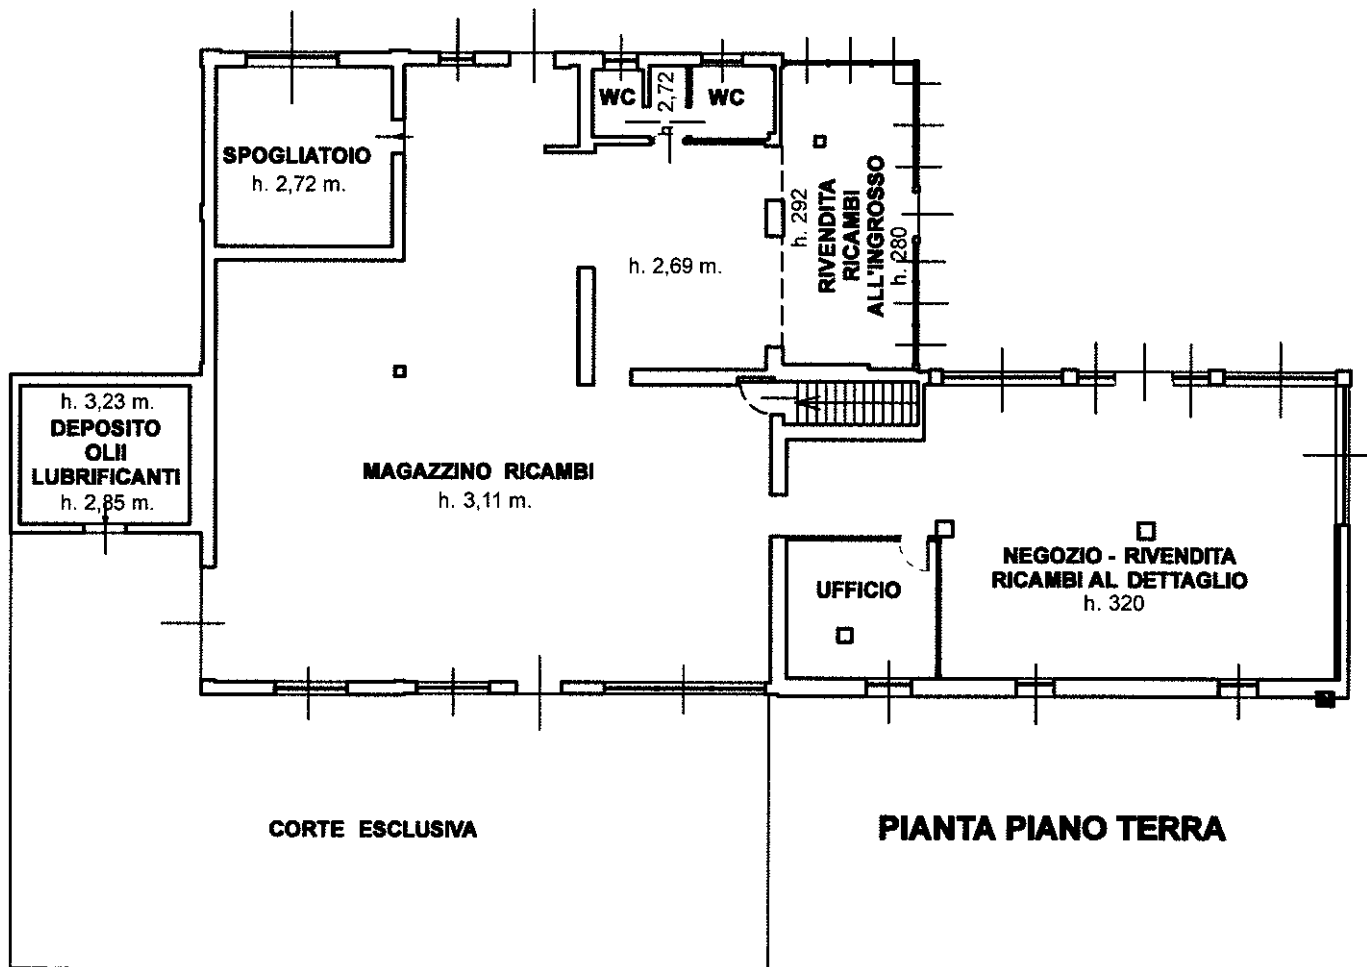 WC
2,72
WC
SPOGLIATOIO
h. 2,72 m.
h. 292
RIVENDITA
RICAMBI
ALL'INGROSSO
h. 280
h. 2,69 m.
h. 3,23 m.
DEPOSITO
OLII
LUBRIFICANTI
h. 2,85 m.
MAGAZZINO RICAMBI
h. 3,11 m.
NEGOZIO - RIVENDITA
RICAMBI AL DETTAGLIO
h. 320
UFFICIO
CORTE ESCLUSIVA
PIANTA PIANO TERRA